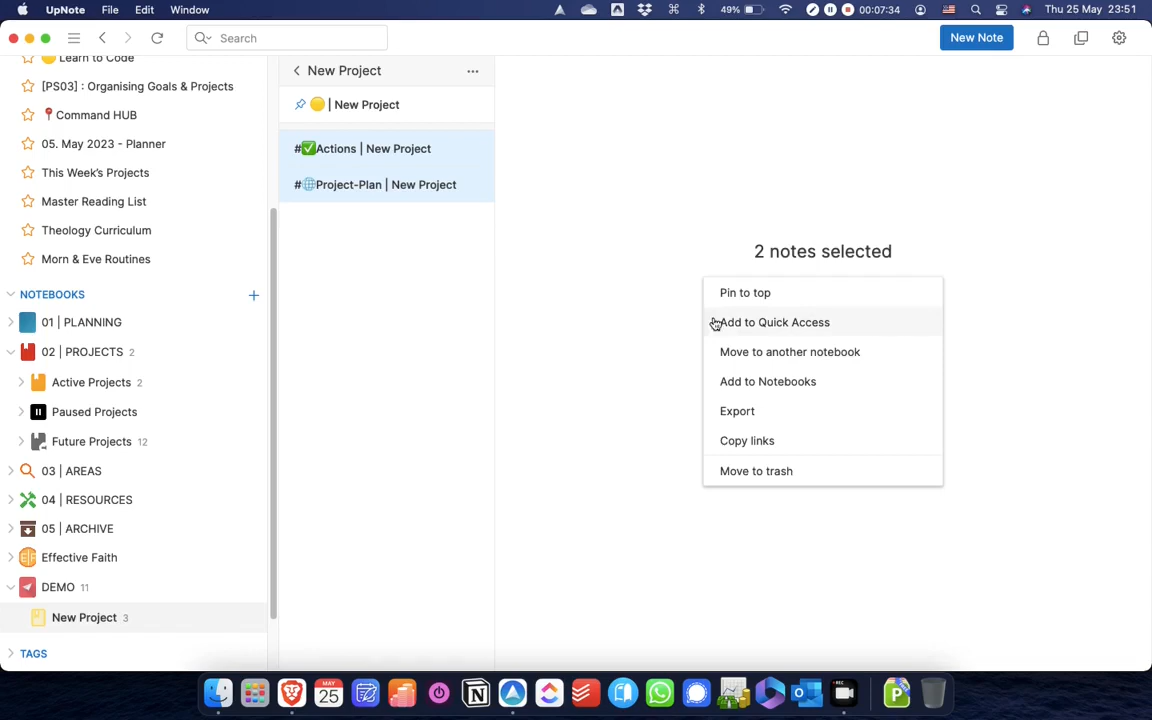 UpNote File Edit Window 49% 00:07:34 Thu 25 May 23:51
Search New Note
Learn to Code
[PS03] : Organising Goals & Projects
📍Command HUB
05. May 2023 - Planner
This Week's Projects
Master Reading List
Theology Curriculum
Morn & Eve Routines
NOTEBOOKS +
01 | PLANNING
02 | PROJECTS 2
Active Projects 2
Paused Projects
Future Projects 12
03 | AREAS
04 | RESOURCES
05 | ARCHIVE
Effective Faith
DEMO 11
New Project 3
TAGS
New Project ...
🟡 | New Project
#✅Actions | New Project
#🌐Project-Plan | New Project
2 notes selected
Pin to top
Add to Quick Access
Move to another notebook
Add to Notebooks
Export
Copy links
Move to trash
MAY
25
REC